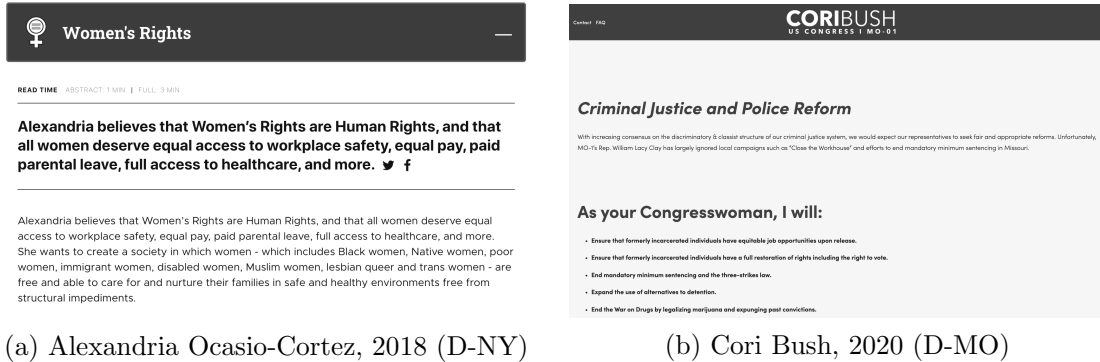 Women's Rights
READ TIME ABSTRACT: 1 MIN | FULL: 3 MIN
Alexandria believes that Women's Rights are Human Rights, and that
all women deserve equal access to workplace safety, equal pay, paid
parental leave, full access to healthcare, and more.
Alexandria believes that Women's Rights are Human Rights, and that all women deserve equal
access to workplace safety, equal pay, paid parental leave, full access to healthcare, and more.
She wants to create a society in which women - which includes Black women, Native women, poor
women, immigrant women, disabled women, Muslim women, lesbian queer and trans women - are
free and able to care for and nurture their families in safe and healthy environments free from
structural impediments.
(a) Alexandria Ocasio-Cortez, 2018 (D-NY)
Contact FAQ
CORIBUSH
US CONGRESS | MO-01
Criminal Justice and Police Reform
With increasing consensus on the discriminatory & classist structure of our criminal justice system, we would expect our representatives to seek fair and appropriate reforms. Unfortunately,
MO-1's Rep. William Lacy Clay has largely ignored local campaigns such as "Close the Workhouse" and efforts to end mandatory minimum sentencing in Missouri.
As your Congresswoman, I will:
• Ensure that formerly incarcerated individuals have equitable job opportunities upon release.
• Ensure that formerly incarcerated individuals have a full restoration of rights including the right to vote.
• End mandatory minimum sentencing and the three-strikes law.
• Expand the use of alternatives to detention.
• End the War on Drugs by legalizing marijuana and expunging past convictions.
(b) Cori Bush, 2020 (D-MO)